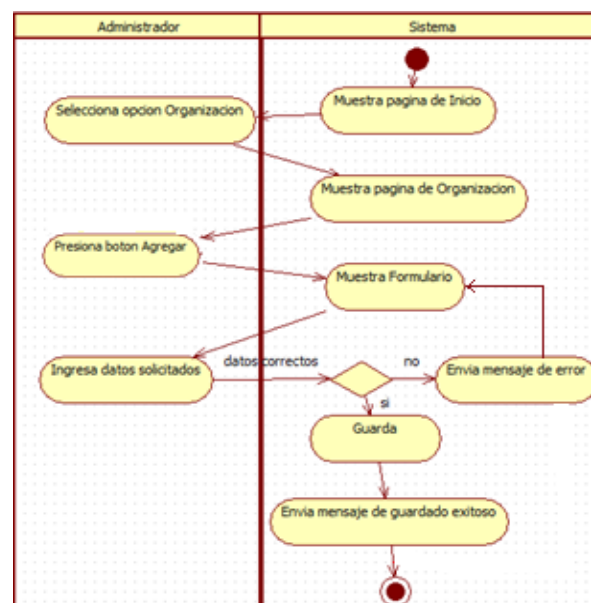 Administrador
Sistema
Muestra pagina de Inicio
Selecciona opcion Organizacion
Muestra pagina de Organizacion
Presiona boton Agregar
Muestra Formulario
Ingresa datos solicitados
datos correctos
no
Envia mensaje de error
si
Guarda
Envia mensaje de guardado exitoso